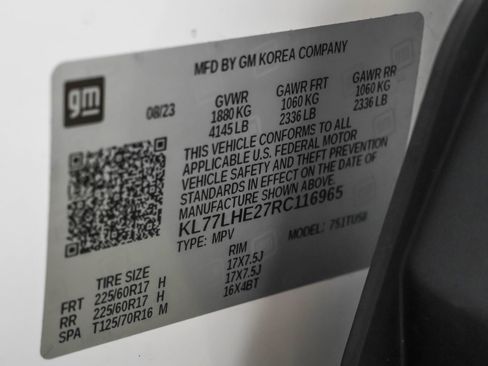 MFD BY GM KOREA COMPANY
gm
08/23
GVWR GAWR FRT GAWR RR
1880 KG 1060 KG 1060 KG
4145 LB 2336 LB 2336 LB
THIS VEHICLE CONFORMS TO ALL
APPLICABLE U.S. FEDERAL MOTOR
VEHICLE SAFETY AND THEFT PREVENTION
STANDARDS IN EFFECT ON THE DATE OF
MANUFACTURE SHOWN ABOVE.
KL77LHE27RC116965
TYPE: MPV MODEL:
TIRE SIZE RIM
FRT 225/60R17 H 17X7.5J
RR 225/60R17 H 17X7.5J
SPA T125/70R16 M 16X4BT